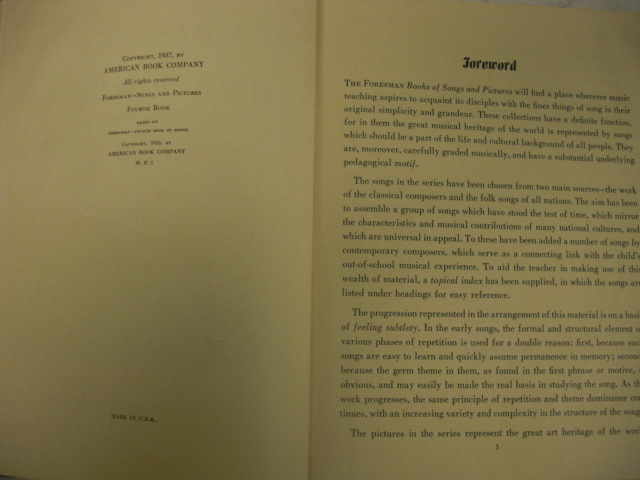 COPYRIGHT, 1937, BY
AMERICAN BOOK COMPANY
All rights reserved
FORESMAN—SONGS AND PICTURES
FOURTH BOOK
BASED ON
FORESMAN—FOURTH BOOK OF SONGS
COPYRIGHT, 1925, BY
AMERICAN BOOK COMPANY
W. P. 1
MADE IN U.S.A.
Foreword
THE FORESMAN Books of Songs and Pictures will find a place wherever music
teaching aspires to acquaint its disciples with the finer things of song in their
original simplicity and grandeur. These collections have a definite function,
for in them the great musical heritage of the world is represented by songs
which should be a part of the life and cultural background of all people. They
are, moreover, carefully graded musically, and have a substantial underlying
pedagogical motif.
The songs in the series have been chosen from two main sources—the work
of the classical composers and the folk songs of all nations. The aim has been
to assemble a group of songs which have stood the test of time, which mirror
the characteristics and musical contributions of many national cultures, and
which are universal in appeal. To these have been added a number of songs by
contemporary composers, which serve as a connecting link with the child's
out-of-school musical experience. To aid the teacher in making use of this
wealth of material, a topical index has been supplied, in which the songs are
listed under headings for easy reference.
The progression represented in the arrangement of this material is on a basi
of feeling subtlety. In the early songs, the formal and structural element o
various phases of repetition is used for a double reason: first, because suc
songs are easy to learn and quickly assume permanence in memory; second
because the germ theme in them, as found in the first phrase or motive, i
obvious, and may easily be made the real basis in studying the song. As th
work progresses, the same principle of repetition and theme dominance con
tinues, with an increasing variety and complexity in the structure of the song
The pictures in the series represent the great art heritage of the worl
3